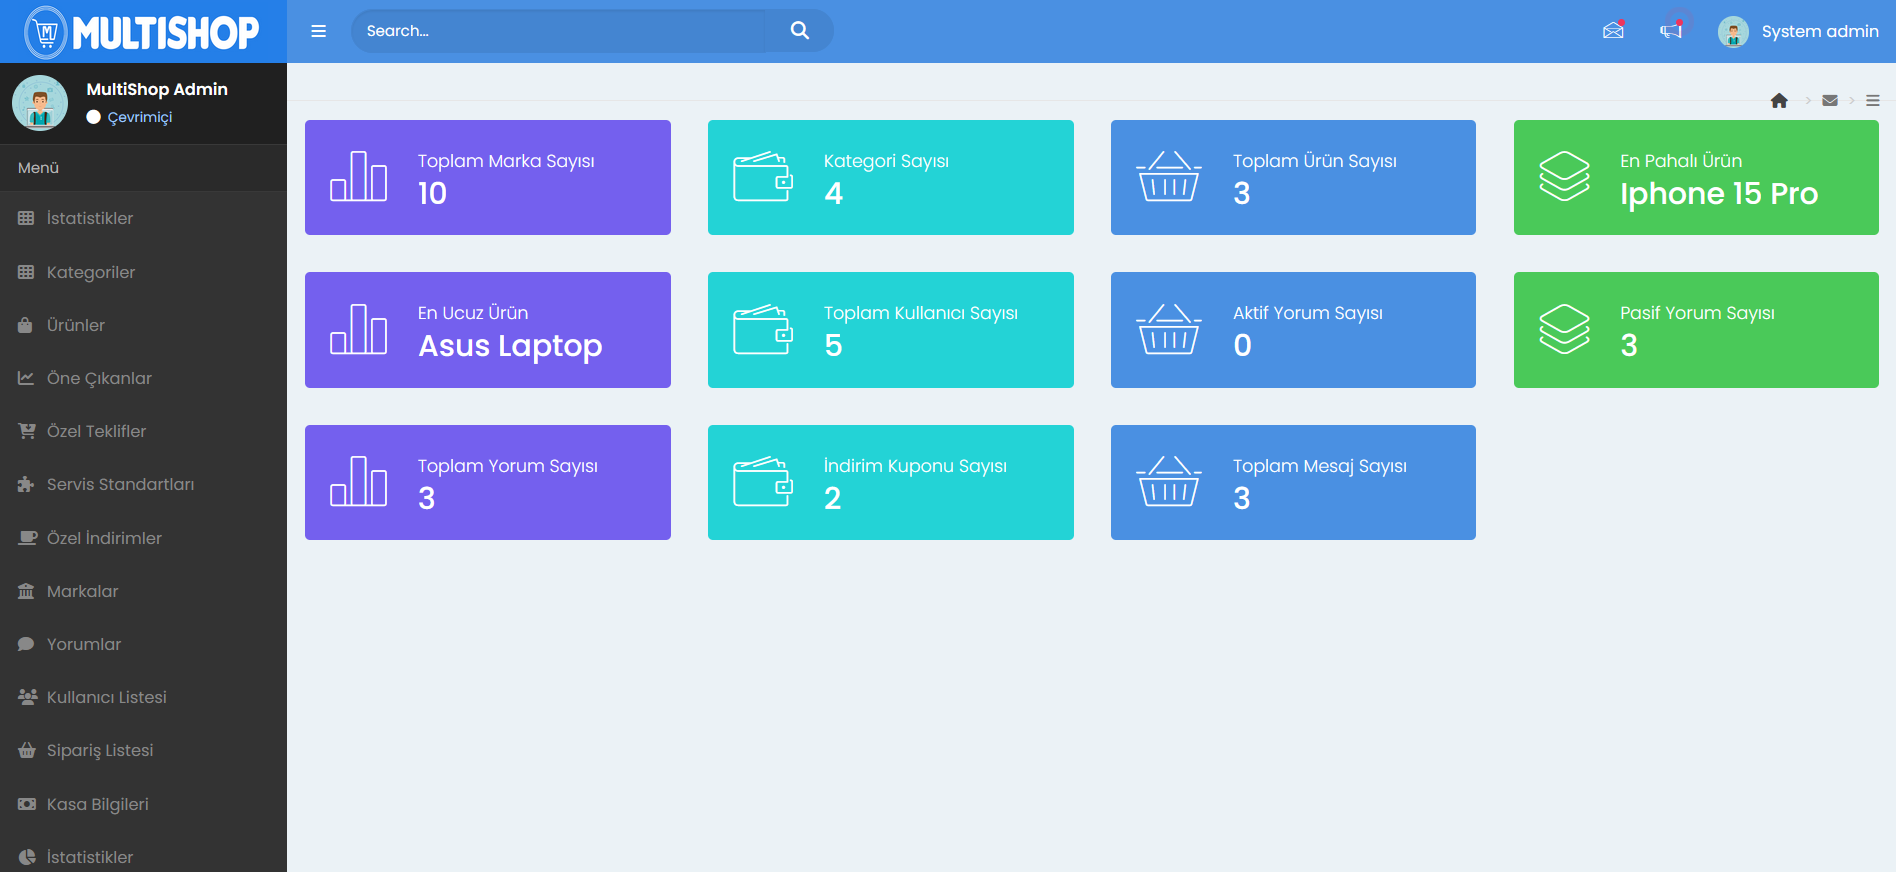 MULTISHOP
Search...
System admin
MultiShop Admin
Çevrimiçi
Menü
İstatistikler
Kategoriler
Ürünler
Öne Çıkanlar
Özel Teklifler
Servis Standartları
Özel İndirimler
Markalar
Yorumlar
Kullanıcı Listesi
Sipariş Listesi
Kasa Bilgileri
İstatistikler
Toplam Marka Sayısı
10
Kategori Sayısı
4
Toplam Ürün Sayısı
3
En Pahalı Ürün
Iphone 15 Pro
En Ucuz Ürün
Asus Laptop
Toplam Kullanıcı Sayısı
5
Aktif Yorum Sayısı
0
Pasif Yorum Sayısı
3
Toplam Yorum Sayısı
3
İndirim Kuponu Sayısı
2
Toplam Mesaj Sayısı
3